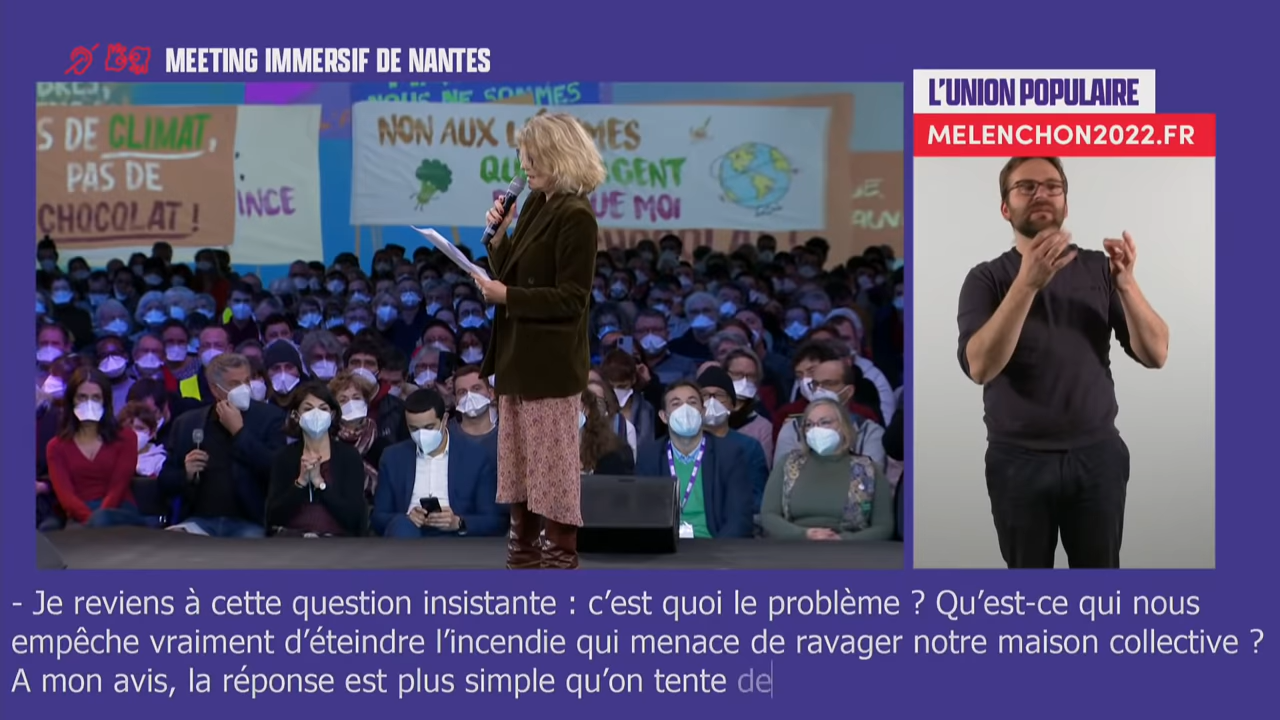 MEETING IMMERSIF DE NANTES
L'UNION POPULAIRE
MELENCHON2022.FR
NOUS NE SOMMES
NON AUX
S DE CLIMAT,
PAS DE
CHOCOLAT !
INCE
GENT
UE MOI
- Je reviens à cette question insistante : c'est quoi le problème ? Qu'est-ce qui nous
empêche vraiment d'éteindre l'incendie qui menace de ravager notre maison collective ?
A mon avis, la réponse est plus simple qu'on tente de